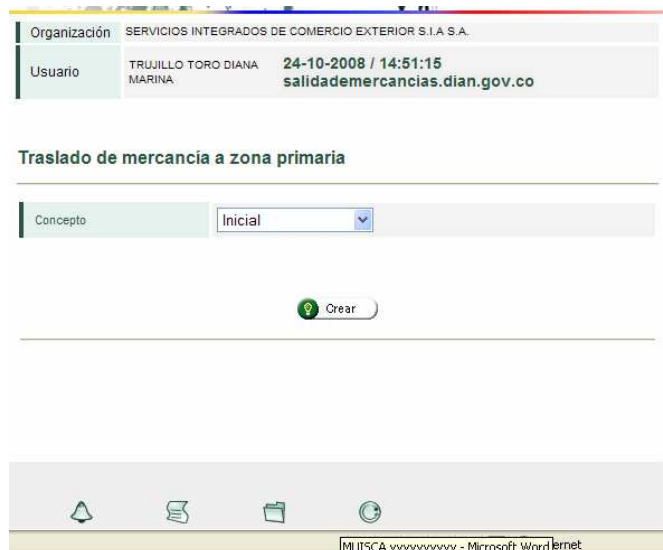 Organización SERVICIOS INTEGRADOS DE COMERCIO EXTERIOR S.I.A S.A.
Usuario TRUJILLO TORO DIANA MARINA 24-10-2008 / 14:51:15
salidademercancias.dian.gov.co
Traslado de mercancía a zona primaria
Concepto Inicial
Crear
MUISCA yyyyyyyyyy - Microsoft Word ernet